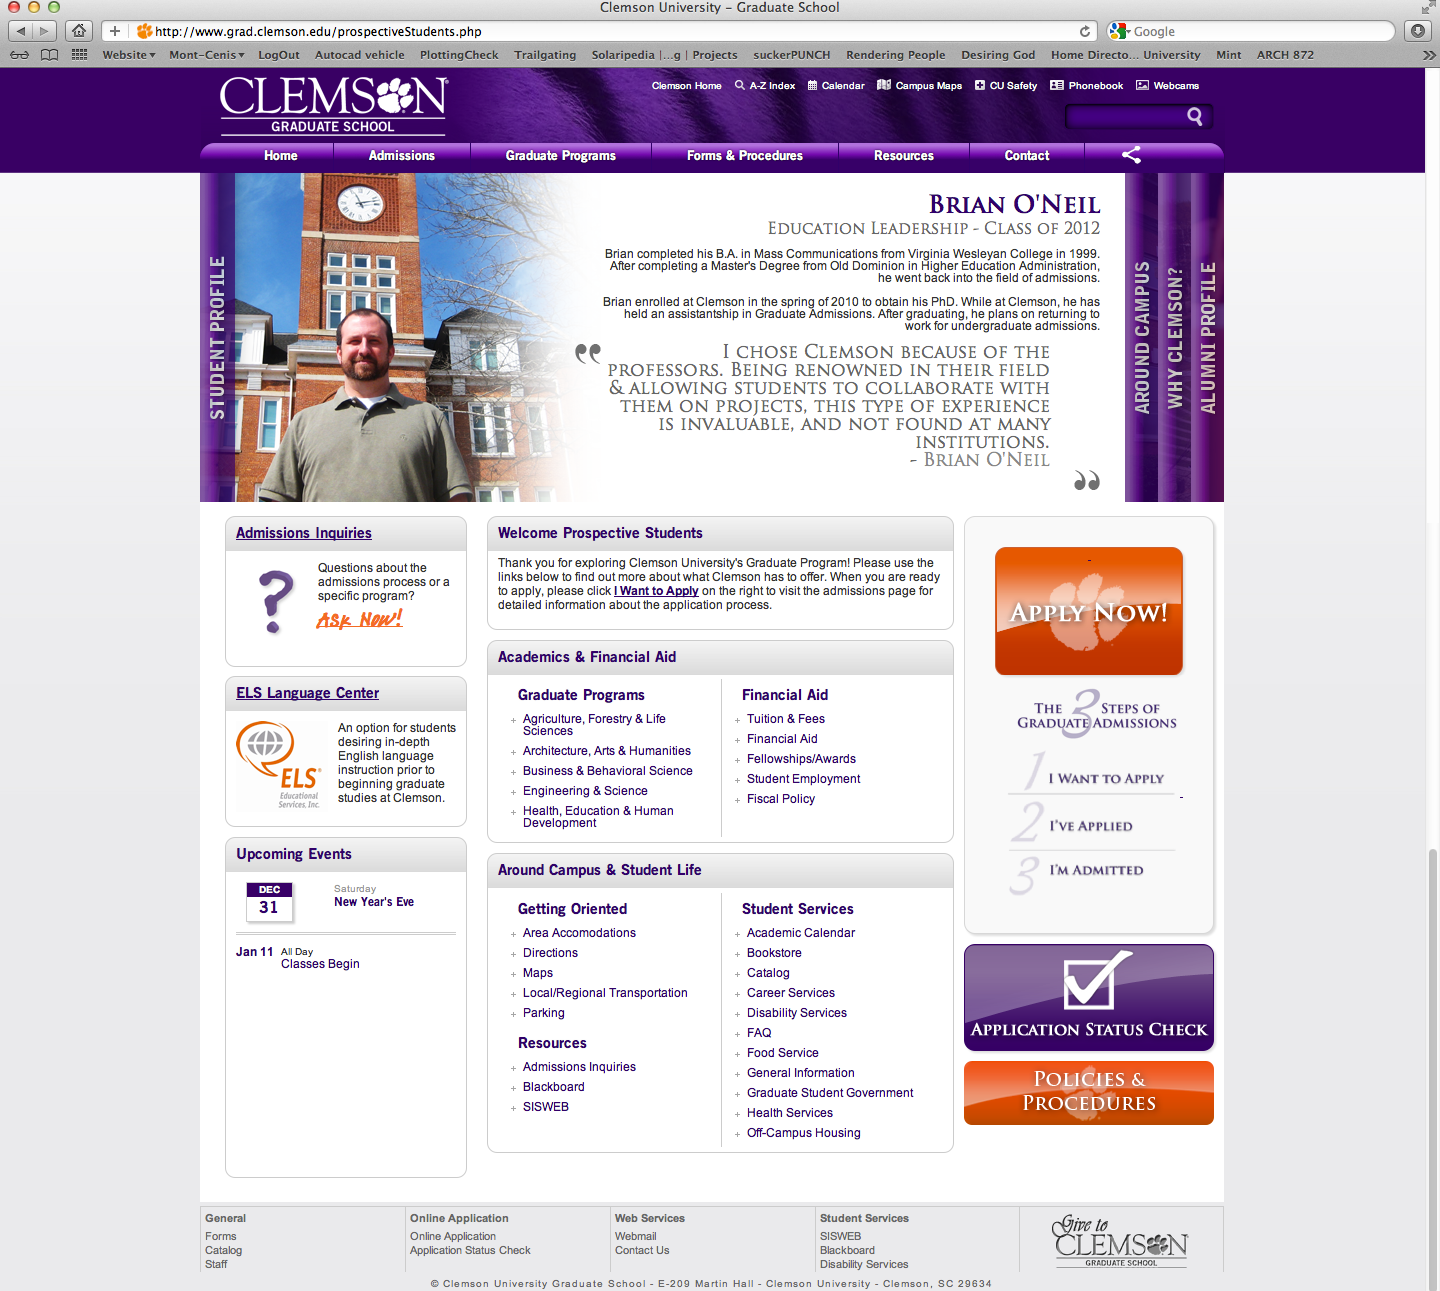 Clemson University – Graduate School
http://www.grad.clemson.edu/prospectiveStudents.php
Google
Website Mont-Cenis LogOut Autocad vehicle PlottingCheck Trailgating Solaripedia |...g | Projects suckerPUNCH Rendering People Desiring God Home Directo... University Mint ARCH 872
CLEMSON
GRADUATE SCHOOL
Clemson Home A-Z Index Calendar Campus Maps CU Safety Phonebook Webcams
Home Admissions Graduate Programs Forms & Procedures Resources Contact
STUDENT PROFILE
BRIAN O'NEIL
EDUCATION LEADERSHIP - CLASS OF 2012
Brian completed his B.A. in Mass Communications from Virginia Wesleyan College in 1999.
After completing a Master's Degree from Old Dominion in Higher Education Administration,
he went back into the field of admissions.
Brian enrolled at Clemson in the spring of 2010 to obtain his PhD. While at Clemson, he has
held an assistantship in Graduate Admissions. After graduating, he plans on returning to
work for undergraduate admissions.
“ I CHOSE CLEMSON BECAUSE OF THE
PROFESSORS. BEING RENOWNED IN THEIR FIELD
& ALLOWING STUDENTS TO COLLABORATE WITH
THEM ON PROJECTS, THIS TYPE OF EXPERIENCE
IS INVALUABLE, AND NOT FOUND AT MANY
INSTITUTIONS.
- BRIAN O'NEIL
”
AROUND CAMPUS
WHY CLEMSON?
ALUMNI PROFILE
Admissions Inquiries
?
Questions about the
admissions process or a
specific program?
Ask Now!
ELS Language Center
ELS®
Educational
Services, Inc.
An option for students
desiring in-depth
English language
instruction prior to
beginning graduate
studies at Clemson.
Upcoming Events
DEC
31
Saturday
New Year's Eve
Jan 11 All Day
Classes Begin
Welcome Prospective Students
Thank you for exploring Clemson University's Graduate Program! Please use the
links below to find out more about what Clemson has to offer. When you are ready
to apply, please click I Want to Apply on the right to visit the admissions page for
detailed information about the application process.
Academics & Financial Aid
Graduate Programs
Agriculture, Forestry & Life
Sciences
Architecture, Arts & Humanities
Business & Behavioral Science
Engineering & Science
Health, Education & Human
Development
Financial Aid
Tuition & Fees
Financial Aid
Fellowships/Awards
Student Employment
Fiscal Policy
Around Campus & Student Life
Getting Oriented
Area Accomodations
Directions
Maps
Local/Regional Transportation
Parking
Resources
Admissions Inquiries
Blackboard
SISWEB
Student Services
Academic Calendar
Bookstore
Catalog
Career Services
Disability Services
FAQ
Food Service
General Information
Graduate Student Government
Health Services
Off-Campus Housing
APPLY NOW!
THE 3 STEPS OF
GRADUATE ADMISSIONS
1 I WANT TO APPLY
2 I'VE APPLIED
3 I'M ADMITTED
APPLICATION STATUS CHECK
POLICIES &
PROCEDURES
General
Forms
Catalog
Staff
Online Application
Online Application
Application Status Check
Web Services
Webmail
Contact Us
Student Services
SISWEB
Blackboard
Disability Services
Give to
CLEMSON
GRADUATE SCHOOL
© Clemson University Graduate School - E-209 Martin Hall - Clemson University - Clemson, SC 29634